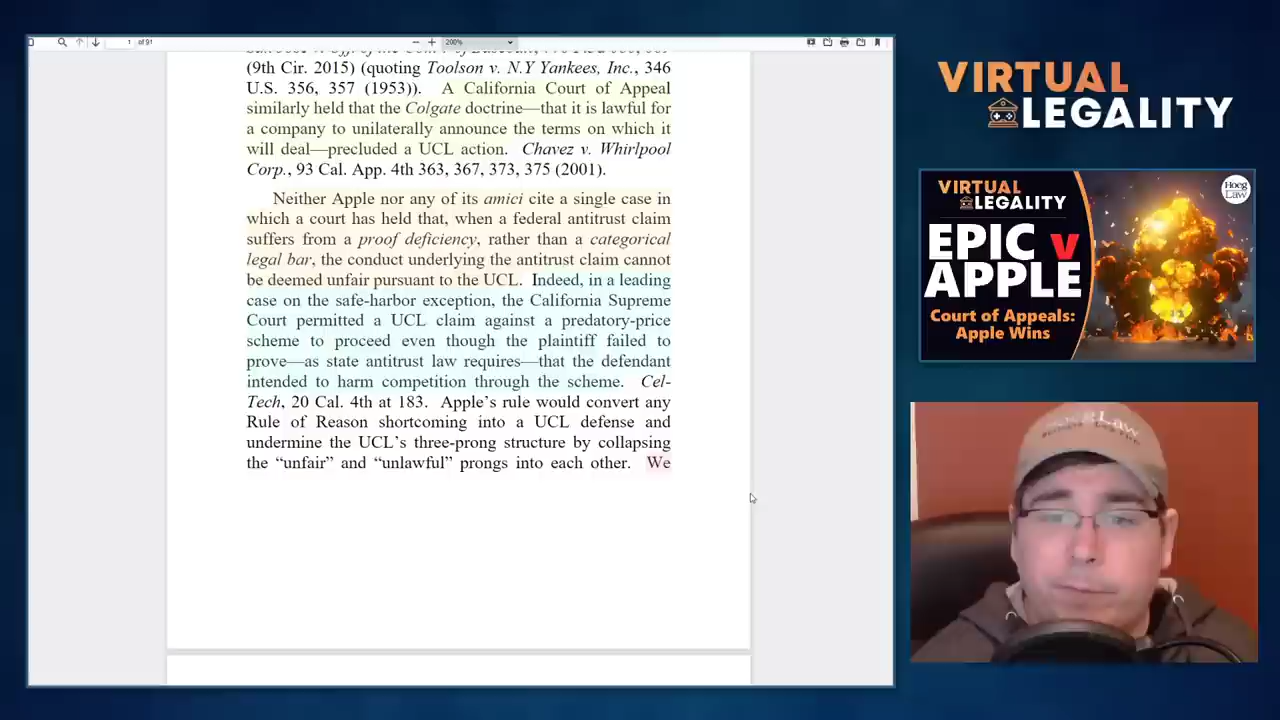 1 of 91
200%
(9th Cir. 2015) (quoting Toolson v. N.Y Yankees, Inc., 346
U.S. 356, 357 (1953)). A California Court of Appeal
similarly held that the Colgate doctrine—that it is lawful for
a company to unilaterally announce the terms on which it
will deal—precluded a UCL action. Chavez v. Whirlpool
Corp., 93 Cal. App. 4th 363, 367, 373, 375 (2001).
Neither Apple nor any of its amici cite a single case in
which a court has held that, when a federal antitrust claim
suffers from a proof deficiency, rather than a categorical
legal bar, the conduct underlying the antitrust claim cannot
be deemed unfair pursuant to the UCL. Indeed, in a leading
case on the safe-harbor exception, the California Supreme
Court permitted a UCL claim against a predatory-price
scheme to proceed even though the plaintiff failed to
prove—as state antitrust law requires—that the defendant
intended to harm competition through the scheme. Cel-
Tech, 20 Cal. 4th at 183. Apple's rule would convert any
Rule of Reason shortcoming into a UCL defense and
undermine the UCL's three-prong structure by collapsing
the “unfair” and “unlawful” prongs into each other. We
VIRTUAL
LEGALITY
VIRTUAL
LEGALITY
Hoeg
Law
EPIC v
APPLE
Court of Appeals:
Apple Wins
Hoeg Law